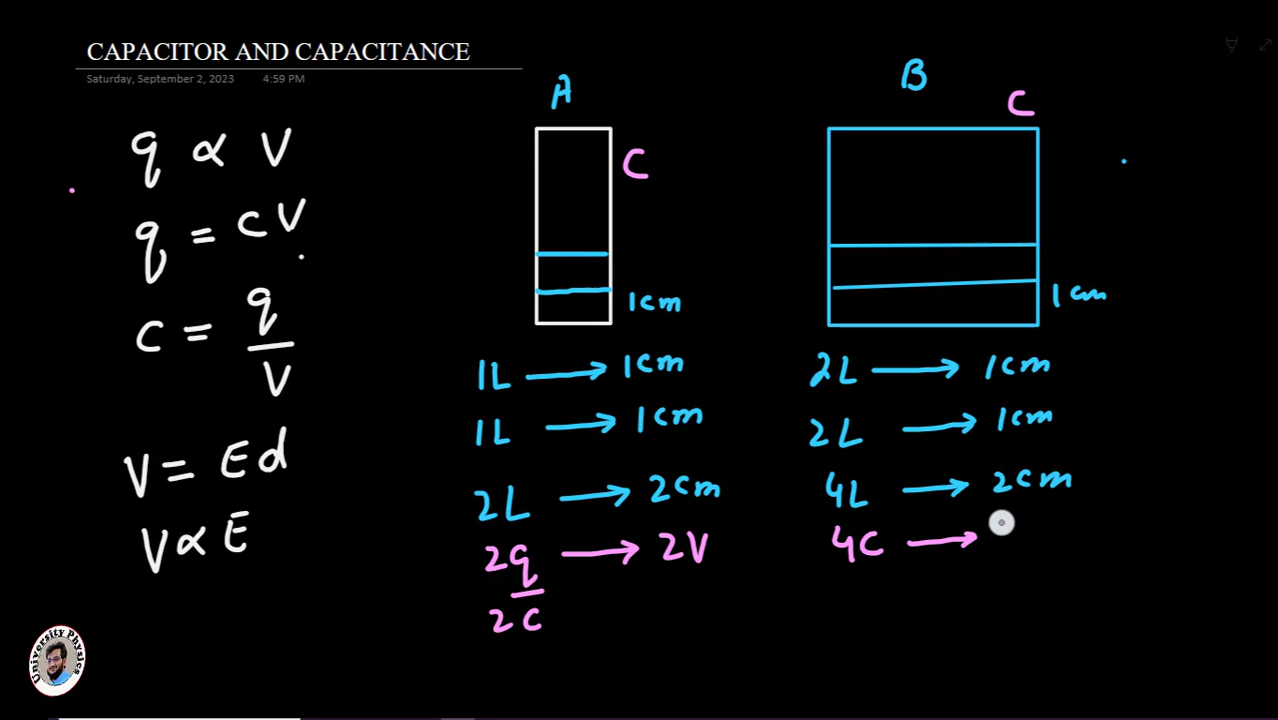 CAPACITOR AND CAPACITANCE
Saturday, September 2, 2023 4:59 PM
q ∝ V
q = CV
C = q/V
V = Ed
V ∝ E
A
C
1cm
1L → 1cm
1L → 1cm
2L → 2cm
2q → 2V
2C
B
C
1cm
2L → 1cm
2L → 1cm
4L → 2cm
4C →
University Physics